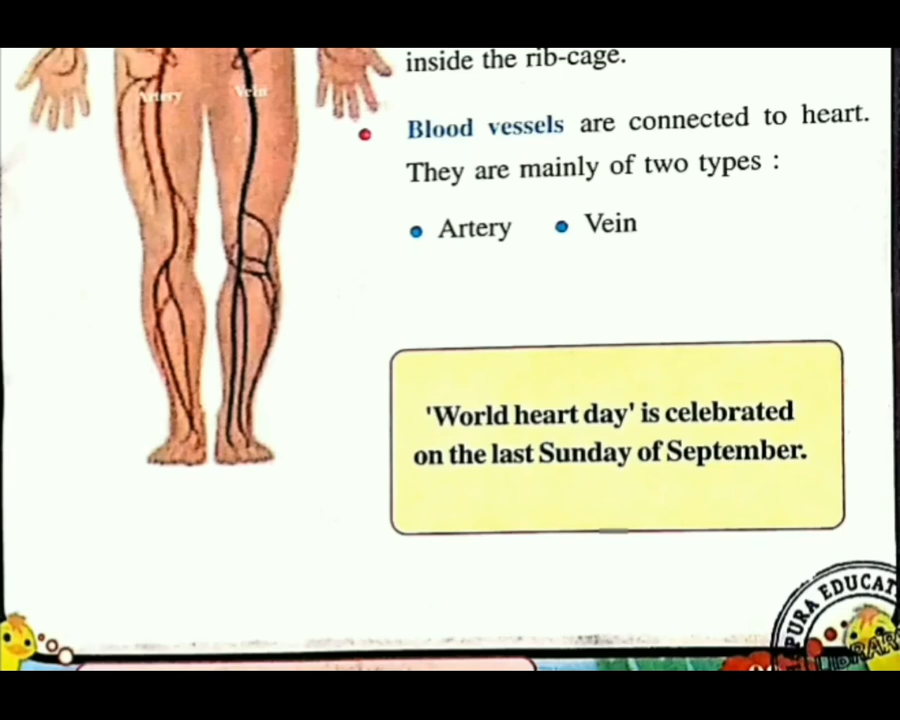 inside the rib-cage.
Artery Vein
Blood vessels are connected to heart.
They are mainly of two types :
Artery Vein
'World heart day' is celebrated
on the last Sunday of September.
PURA EDUCAT